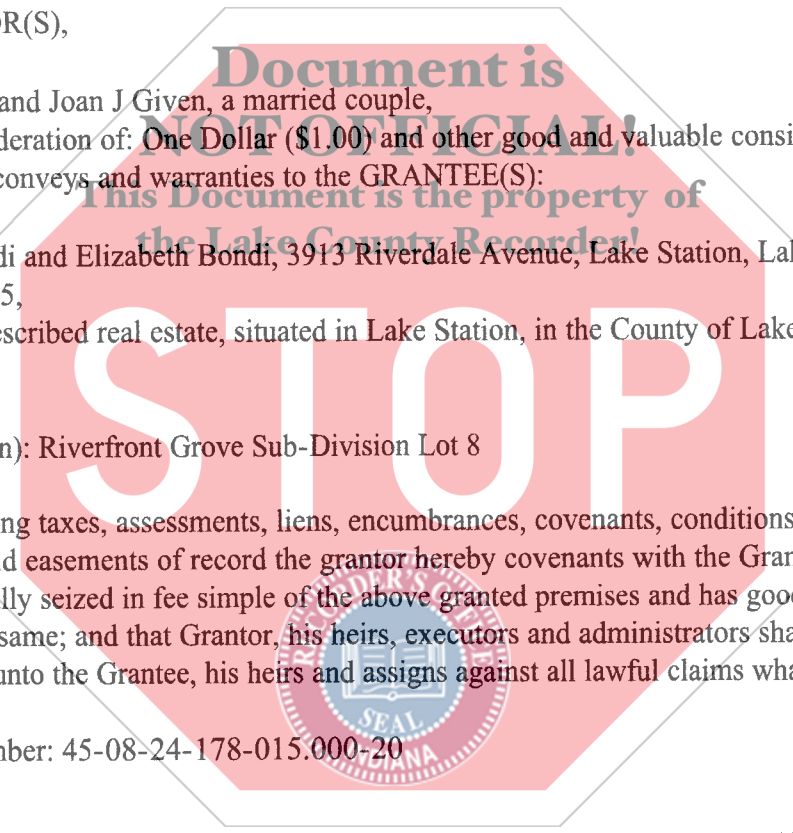 R(S),
Document is
and Joan J Given, a married couple,
NOT OFFICIAL!
deration of: One Dollar ($1.00) and other good and valuable consi
conveys and warranties to the GRANTEE(S):
This Document is the property of
the Lake County Recorder!
di and Elizabeth Bondi, 3913 Riverdale Avenue, Lake Station, Lal
5,
escribed real estate, situated in Lake Station, in the County of Lake
STOP
n): Riverfront Grove Sub-Division Lot 8
ng taxes, assessments, liens, encumbrances, covenants, conditions
d easements of record the grantor hereby covenants with the Gran
lly seized in fee simple of the above granted premises and has good
RECORDER'S OFFICE
same; and that Grantor, his heirs, executors and administrators sha
unto the Grantee, his heirs and assigns against all lawful claims wha
SEAL
INDIANA
nber: 45-08-24-178-015.000-20